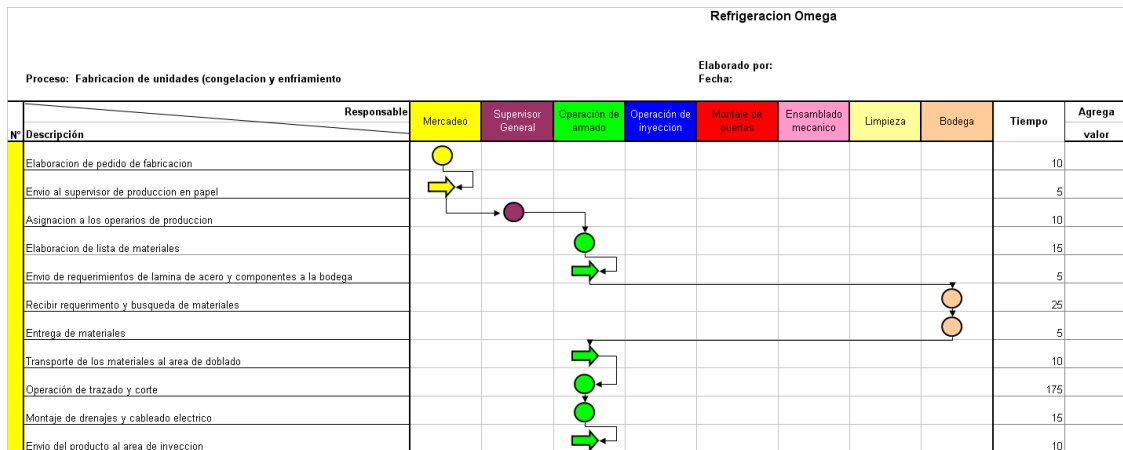 Refrigeracion Omega
Proceso: Fabricacion de unidades (congelacion y enfriamiento
Elaborado por:
Fecha:
Responsable
N° Descripción
Mercadeo
Supervisor General
Operación de armado
Operación de inyeccion
Montaje de puertas
Ensamblado mecanico
Limpieza
Bodega
Tiempo
Agrega valor
Elaboracion de pedido de fabricacion 10
Envio al supervisor de produccion en papel 5
Asignacion a los operarios de produccion 10
Elaboracion de lista de materiales 15
Envio de requerimientos de lamina de acero y componentes a la bodega 5
Recibir requerimento y busqueda de materiales 25
Entrega de materiales 5
Transporte de los materiales al area de doblado 10
Operación de trazado y corte 175
Montaje de drenajes y cableado electrico 15
Envio del producto al area de inyeccion 10